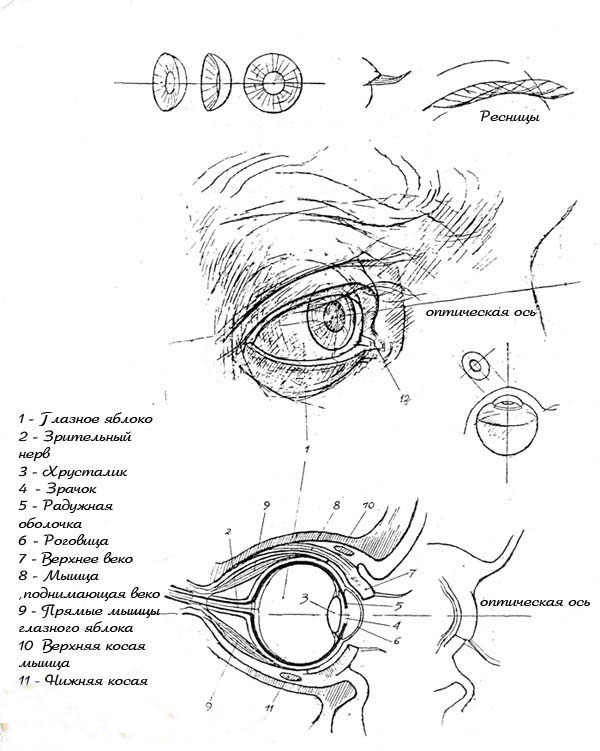 Ресницы
оптическая ось
12
1
1 - Глазное яблоко
2 - Зрительный
нерв
3 - Хрусталик
4 - Зрачок
5 - Радужная
оболочка
6 - Роговица
7 - Верхнее веко
8 - Мышца
,поднимающая веко
9 - Прямые мышцы
глазного яблока
10 Верхняя косая
мышца
11 - Нижняя косая
9
8
10
2
7
3
5
4
6
9
11
оптическая ось